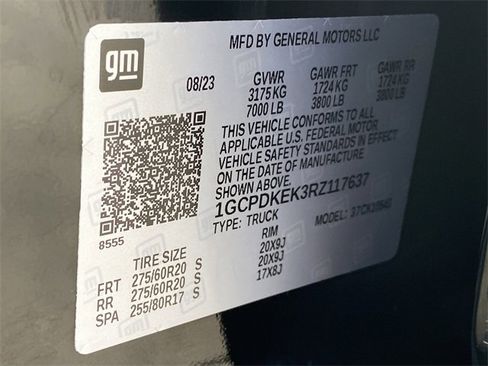 gm
MFD BY GENERAL MOTORS LLC
08/23
GVWR GAWR FRT GAWR RR
3175 KG 1724 KG 1724 KG
7000 LB 3800 LB 3800 LB
THIS VEHICLE CONFORMS TO ALL
APPLICABLE U.S. FEDERAL MOTOR
VEHICLE SAFETY STANDARDS IN EFFECT
ON THE DATE OF MANUFACTURE
SHOWN ABOVE.
1GCPDKEK3RZ117637
TYPE: TRUCK MODEL:
8555
TIRE SIZE RIM
FRT 275/60R20 S 20X9J
RR 275/60R20 S 20X9J
SPA 255/80R17 S 17X8J